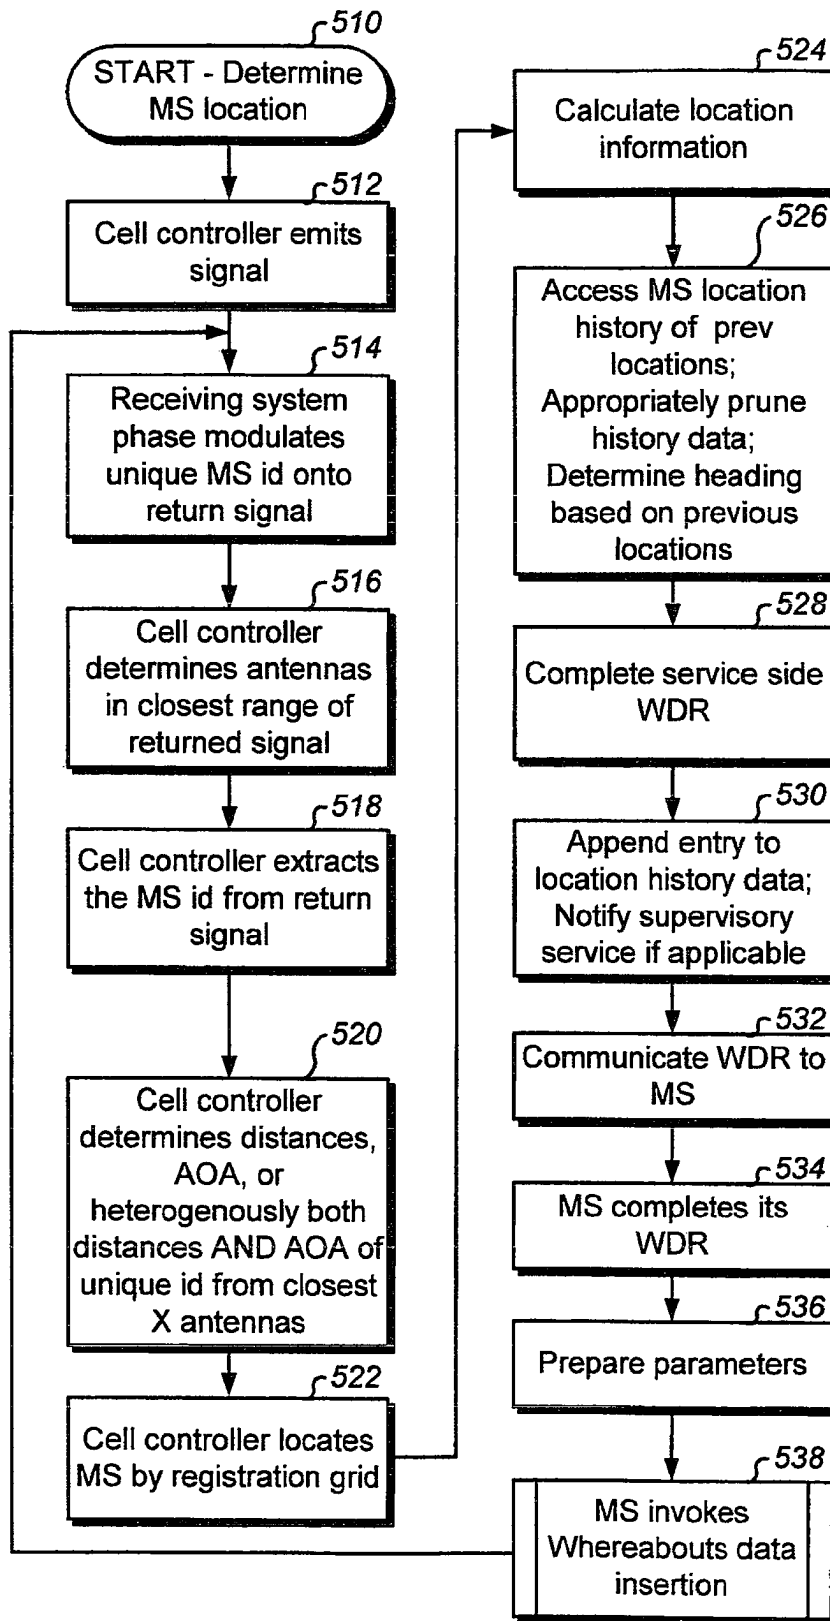 510
START - Determine
MS location
512
Cell controller emits
signal
514
Receiving system
phase modulates
unique MS id onto
return signal
516
Cell controller
determines antennas
in closest range of
returned signal
518
Cell controller extracts
the MS id from return
signal
520
Cell controller
determines distances,
AOA, or
heterogenously both
distances AND AOA of
unique id from closest
X antennas
522
Cell controller locates
MS by registration grid
524
Calculate location
information
526
Access MS location
history of prev
locations;
Appropriately prune
history data;
Determine heading
based on previous
locations
528
Complete service side
WDR
530
Append entry to
location history data;
Notify supervisory
service if applicable
532
Communicate WDR to
MS
534
MS completes its
WDR
536
Prepare parameters
538
MS invokes
Whereabouts data
insertion